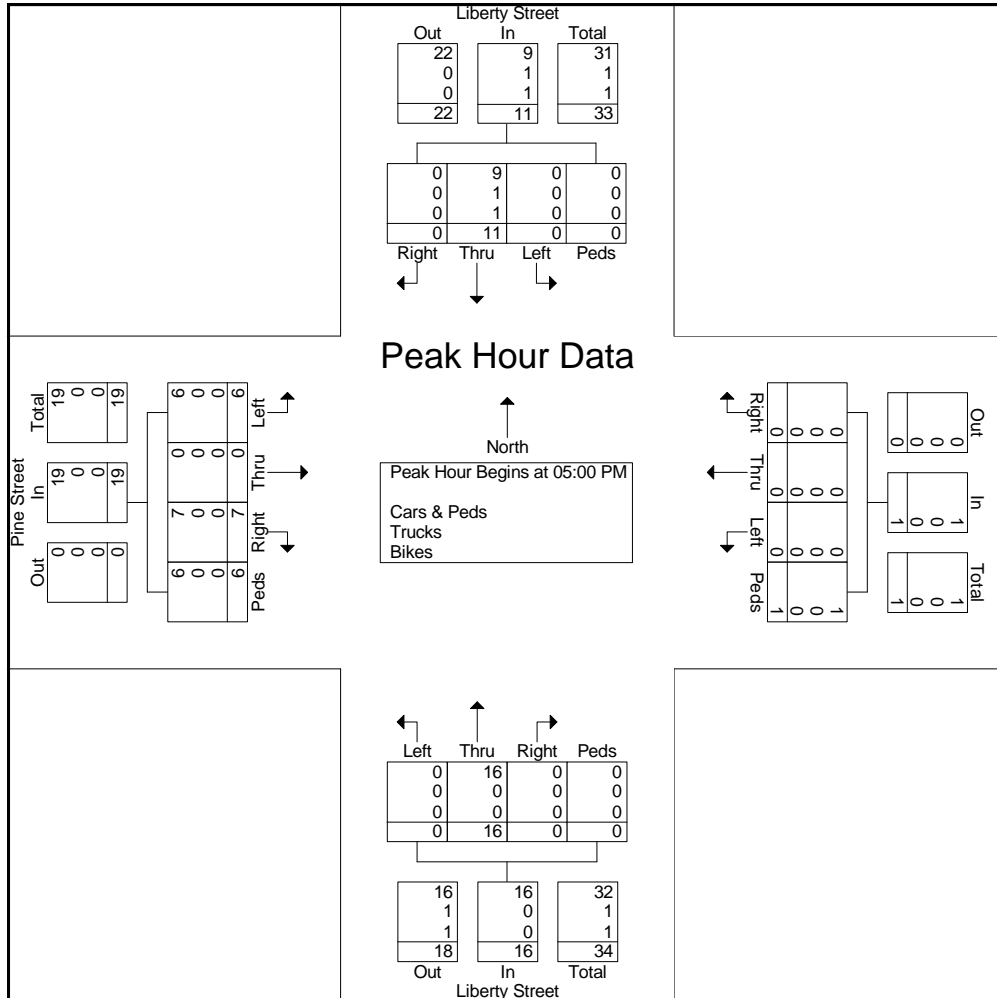 Liberty Street
Out In Total
22 9 31
0 1 1
0 1 1
22 11 33
0 9 0 0
0 1 0 0
0 1 0 0
0 11 0 0
Right Thru Left Peds
Peak Hour Data
North
Peak Hour Begins at 05:00 PM
Cars & Peds
Trucks
Bikes
Pine Street
Out In Total
0 19 19
0 0 0
0 0 0
0 19 19
6 7 0 6
0 0 0 0
0 0 0 0
6 7 0 6
Peds Right Thru Left
Out In Total
0 1 1
0 0 0
0 0 0
0 1 1
0 0 0 1
0 0 0 0
0 0 0 0
0 0 0 1
Right Thru Left Peds
Left Thru Right Peds
0 16 0 0
0 0 0 0
0 0 0 0
0 16 0 0
16 16 32
1 0 1
1 0 1
18 16 34
Out In Total
Liberty Street